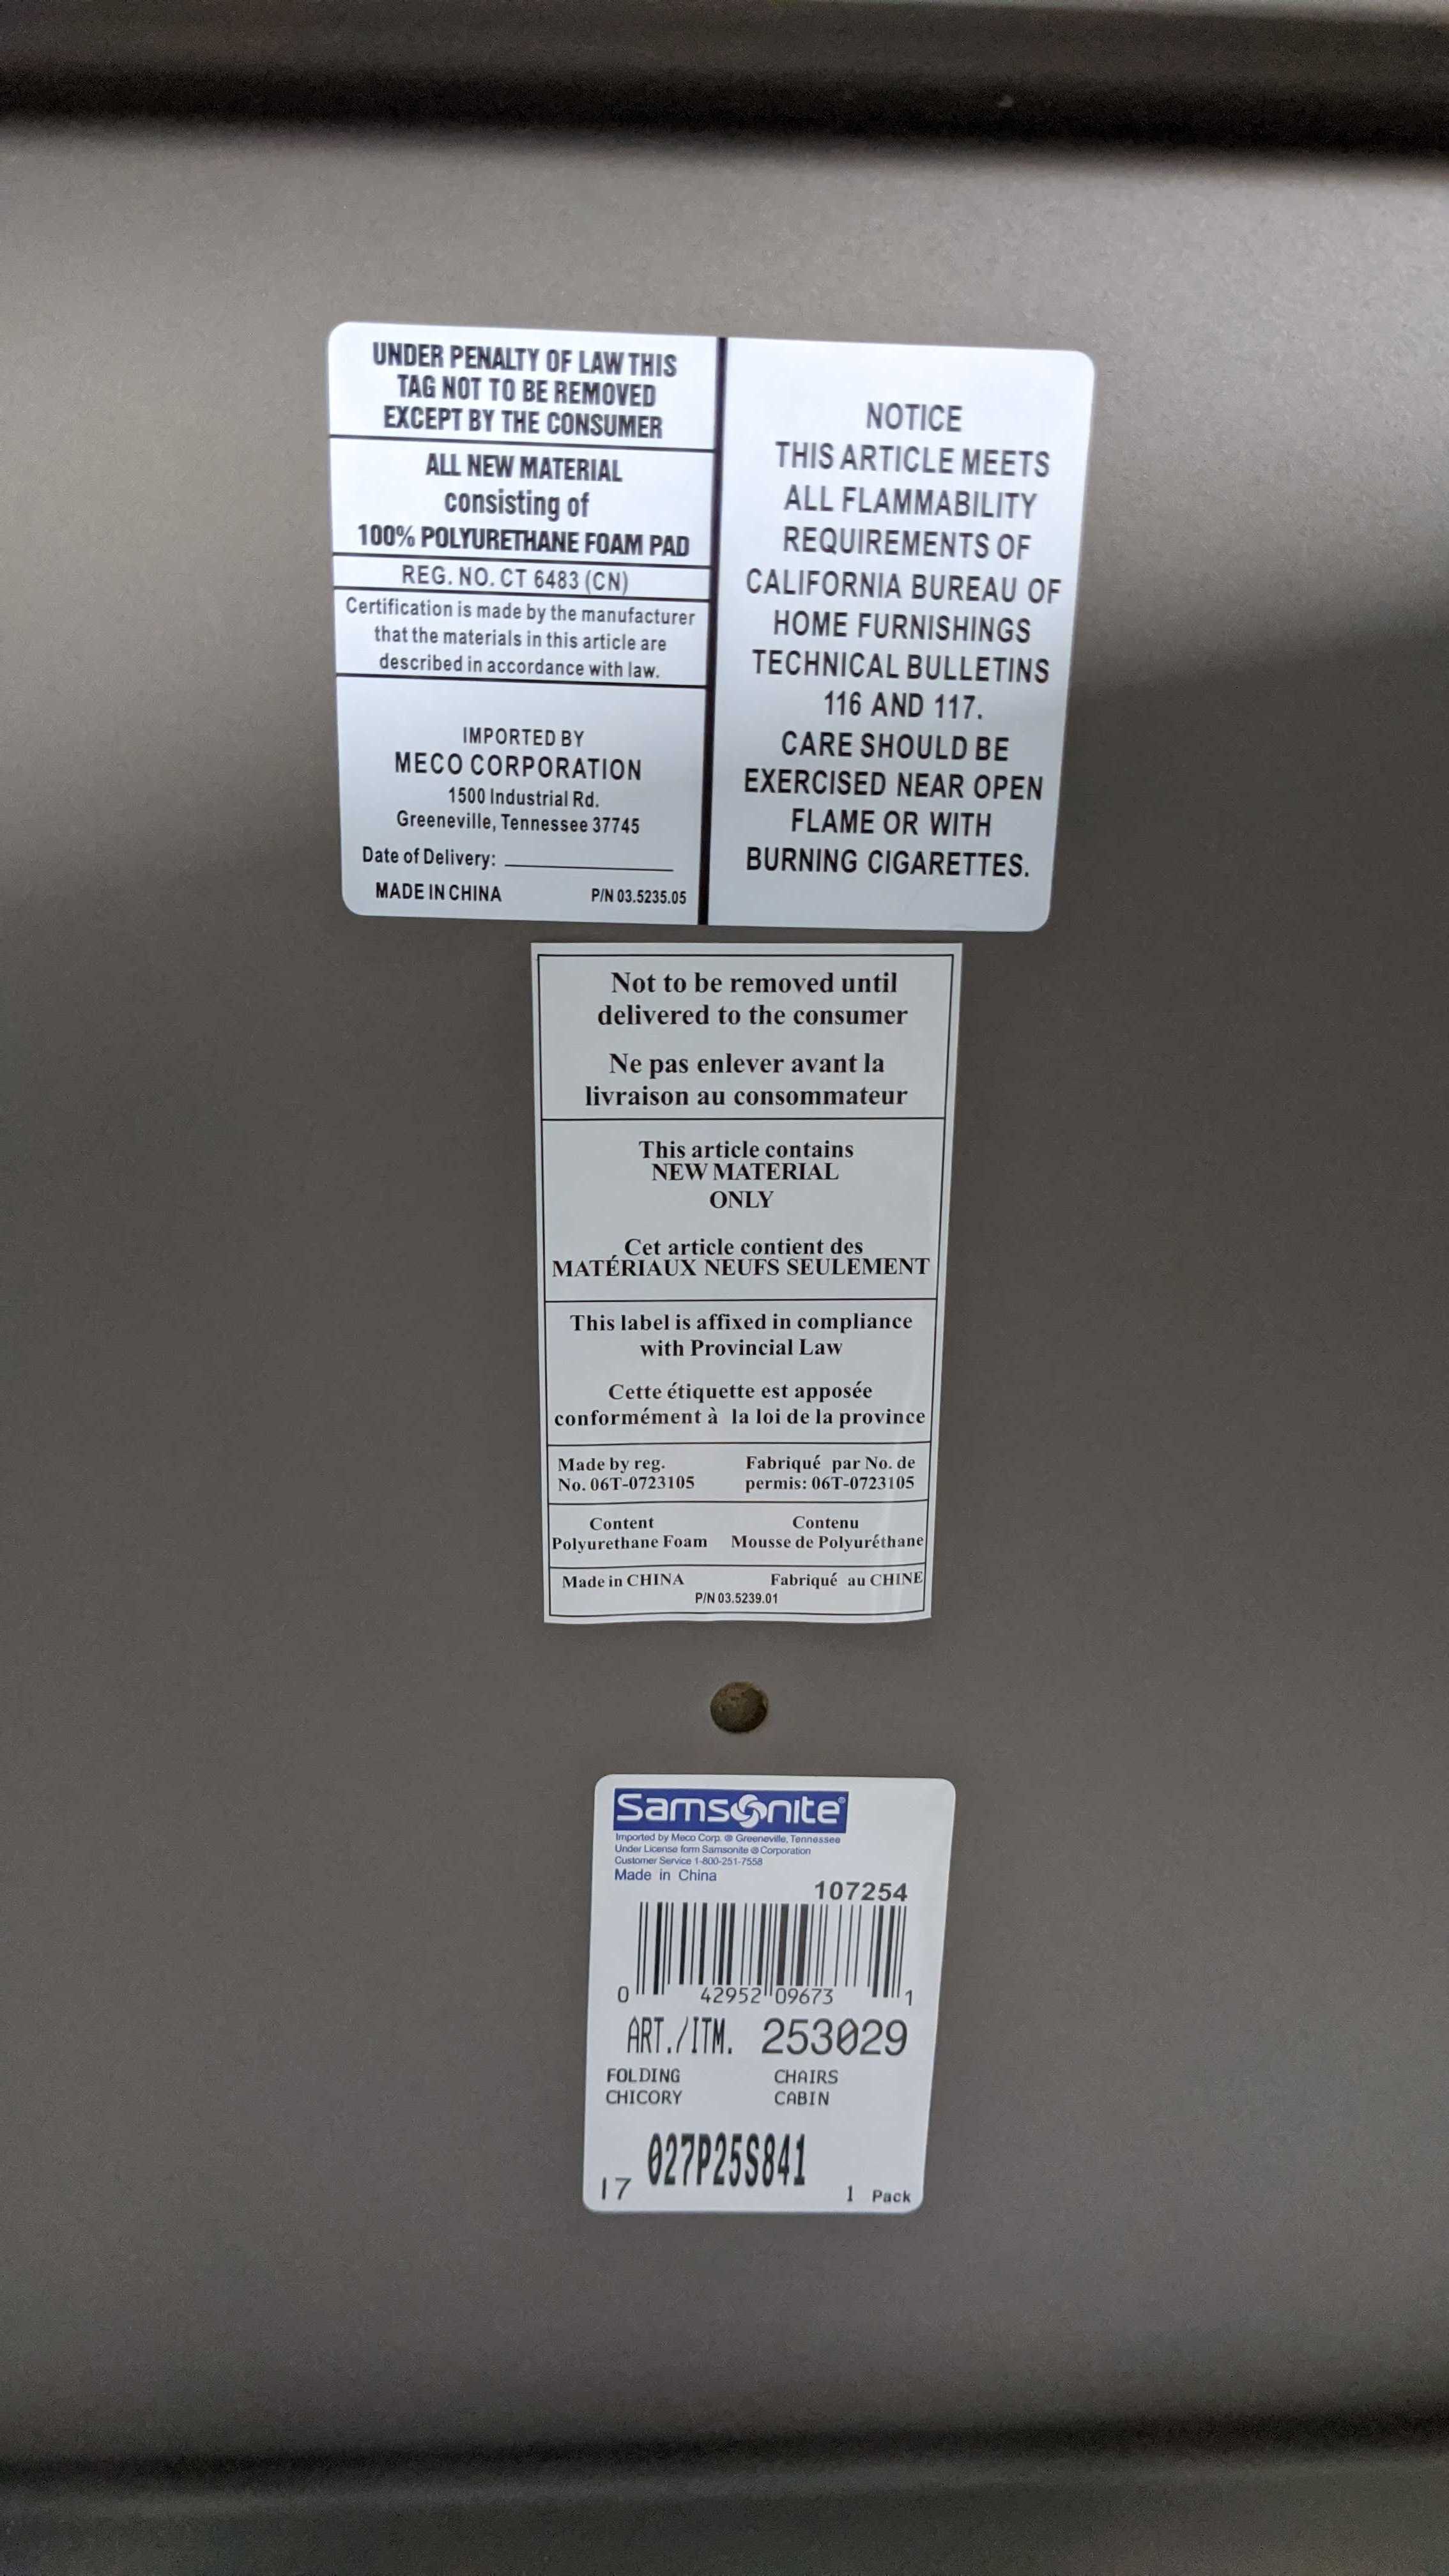 UNDER PENALTY OF LAW THIS
TAG NOT TO BE REMOVED
EXCEPT BY THE CONSUMER
ALL NEW MATERIAL
consisting of
100% POLYURETHANE FOAM PAD
REG. NO. CT 6483 (CN)
Certification is made by the manufacturer
that the materials in this article are
described in accordance with law.
IMPORTED BY
MECO CORPORATION
1500 Industrial Rd.
Greeneville, Tennessee 37745
Date of Delivery:
MADE IN CHINA P/N 03.5235.05
NOTICE
THIS ARTICLE MEETS
ALL FLAMMABILITY
REQUIREMENTS OF
CALIFORNIA BUREAU OF
HOME FURNISHINGS
TECHNICAL BULLETINS
116 AND 117.
CARE SHOULD BE
EXERCISED NEAR OPEN
FLAME OR WITH
BURNING CIGARETTES.
Not to be removed until
delivered to the consumer
Ne pas enlever avant la
livraison au consommateur
This article contains
NEW MATERIAL
ONLY
Cet article contient des
MATÉRIAUX NEUFS SEULEMENT
This label is affixed in compliance
with Provincial Law
Cette étiquette est apposée
conformément à la loi de la province
Made by reg. Fabriqué par No. de
No. 06T-0723105 permis: 06T-0723105
Content Contenu
Polyurethane Foam Mousse de Polyuréthane
Made in CHINA Fabriqué au CHINE
P/N 03.5239.01
Samsonite®
Imported by Meco Corp. @ Greeneville, Tennessee
Under License form Samsonite @ Corporation
Customer Service 1-800-251-7558
Made in China
107254
0 42952 09673 1
ART./ITM. 253029
FOLDING CHAIRS
CHICORY CABIN
17 027P25S841 1 Pack